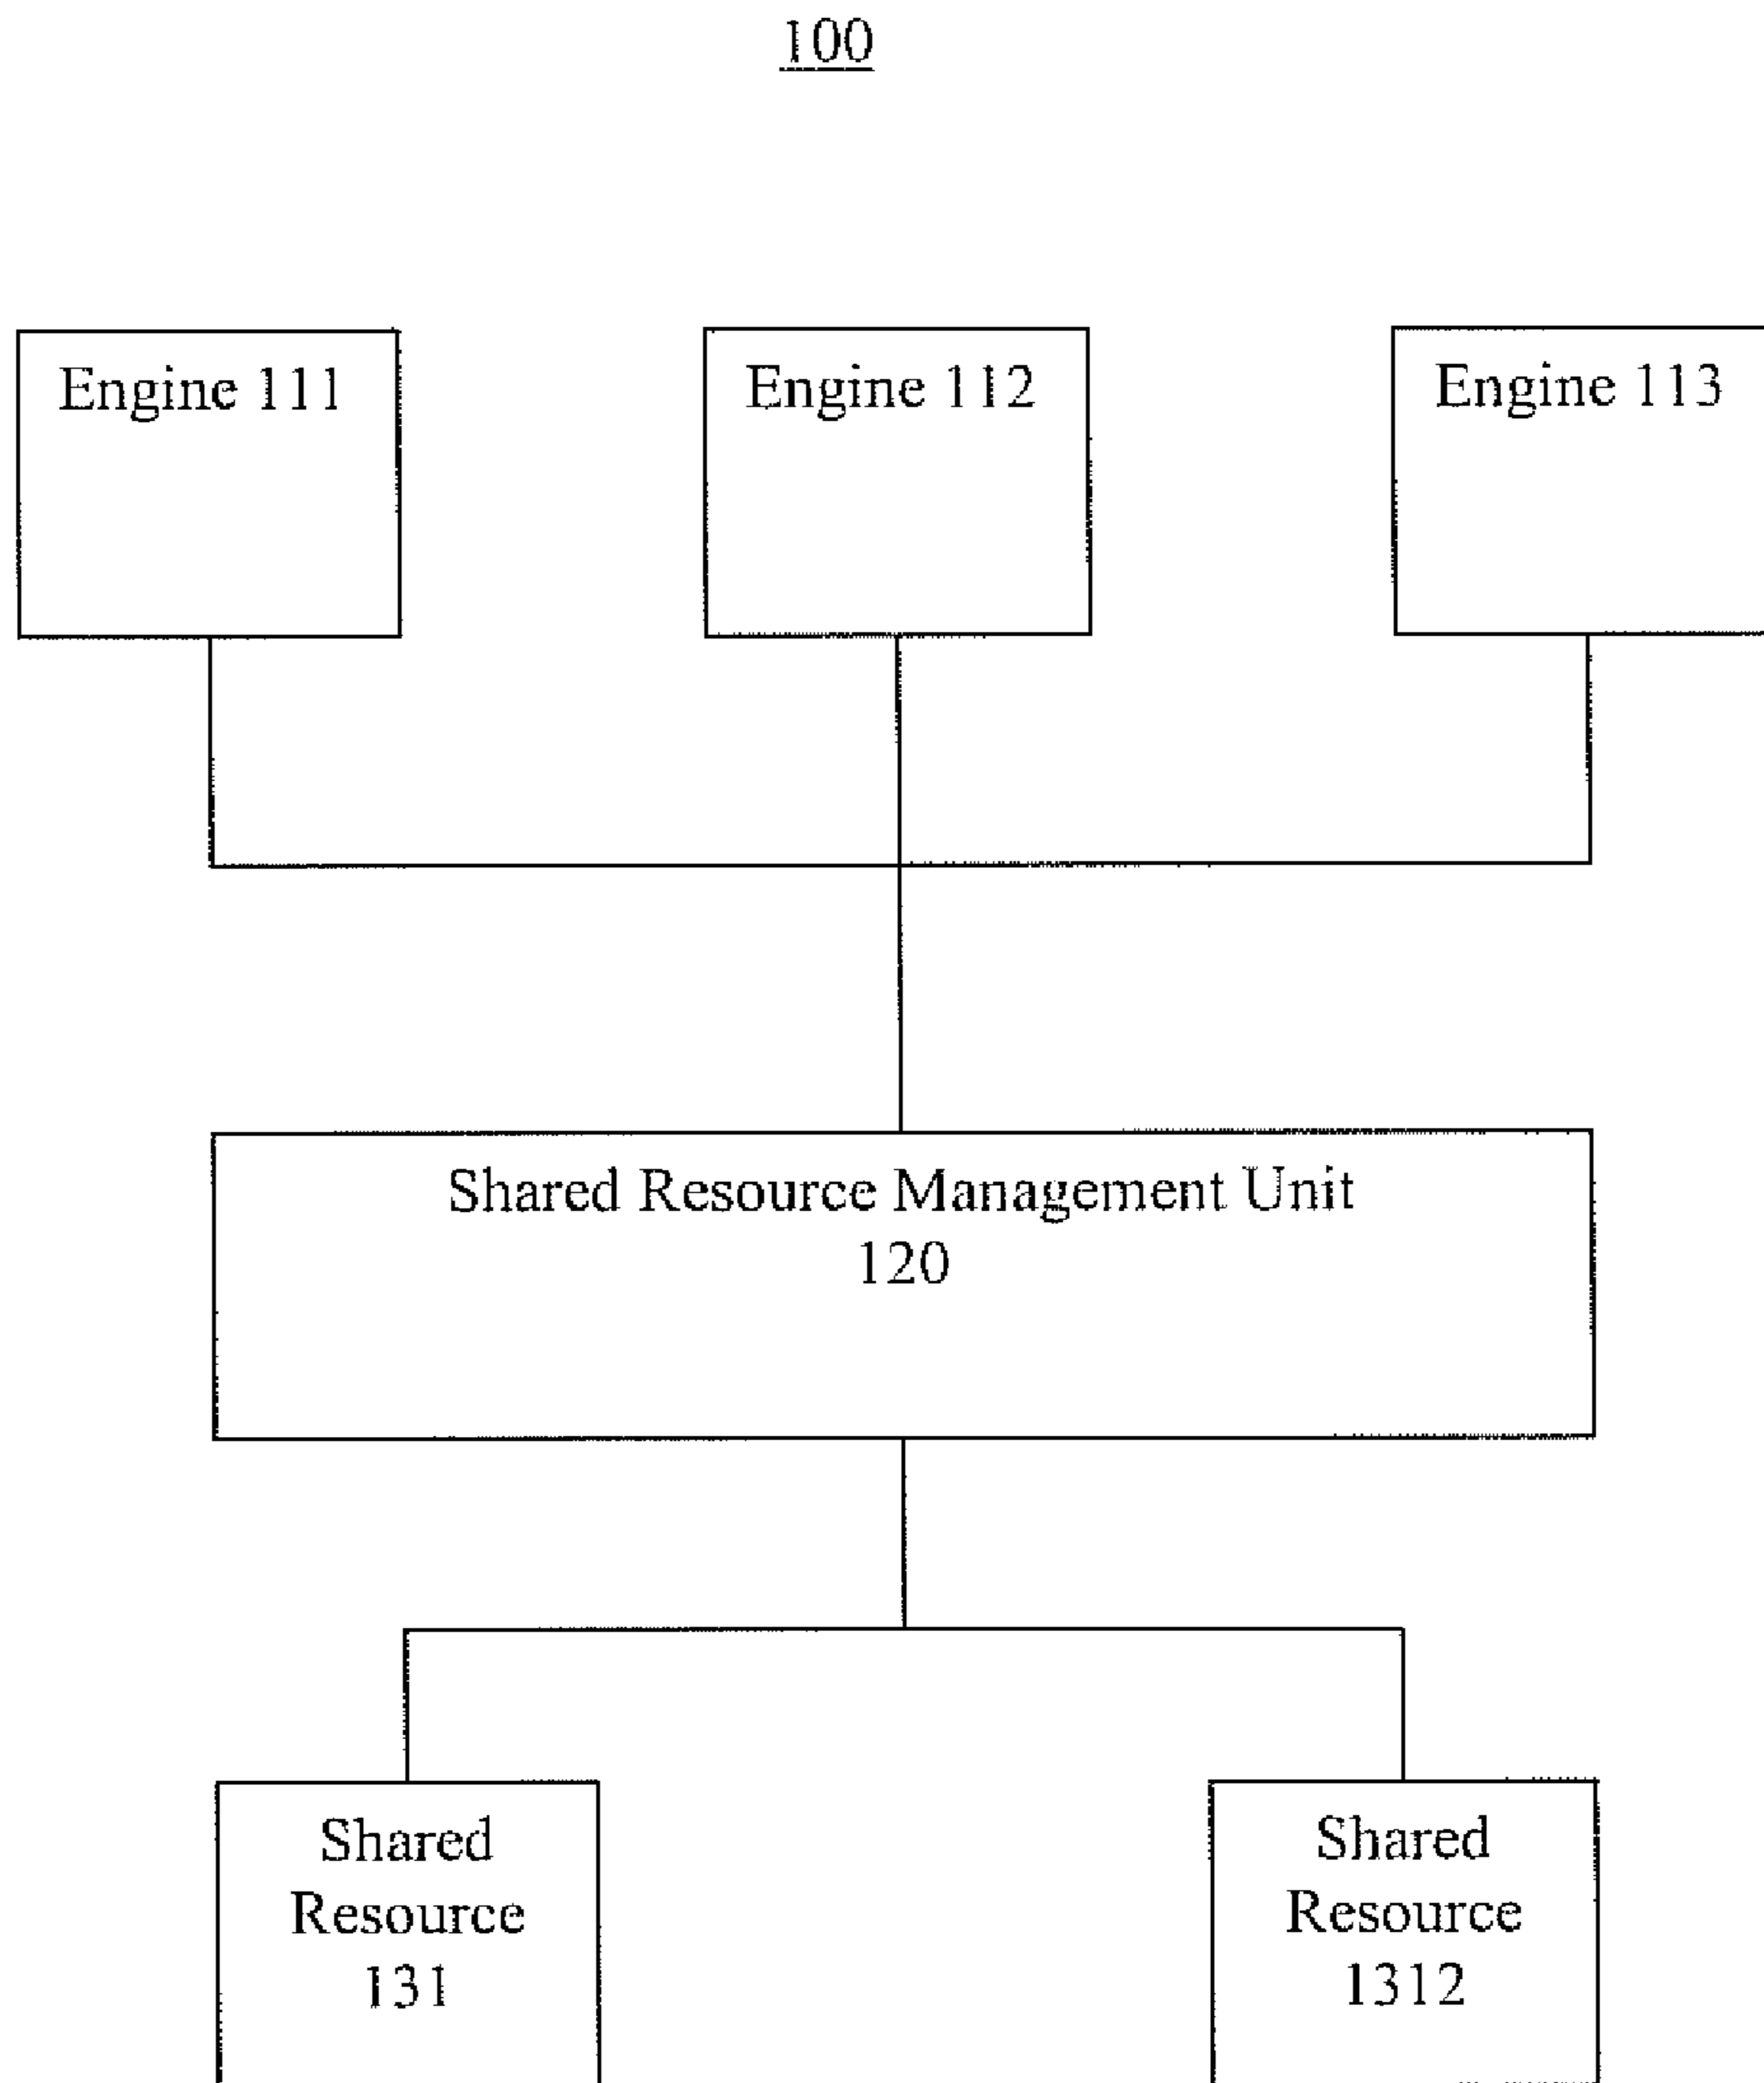 100
Engine 111
Engine 112
Engine 113
Shared Resource Management Unit
120
Shared
Resource
131
Shared
Resource
1312